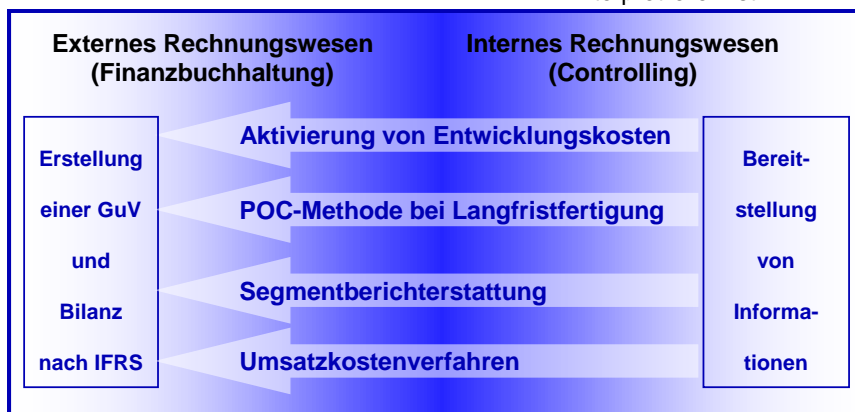 Externes Rechnungswesen
(Finanzbuchhaltung)
Internes Rechnungswesen
(Controlling)
Erstellung
einer GuV
und
Bilanz
nach IFRS
Aktivierung von Entwicklungskosten
POC-Methode bei Langfristfertigung
Segmentberichterstattung
Umsatzkostenverfahren
Bereit-
stellung
von
Informa-
tionen